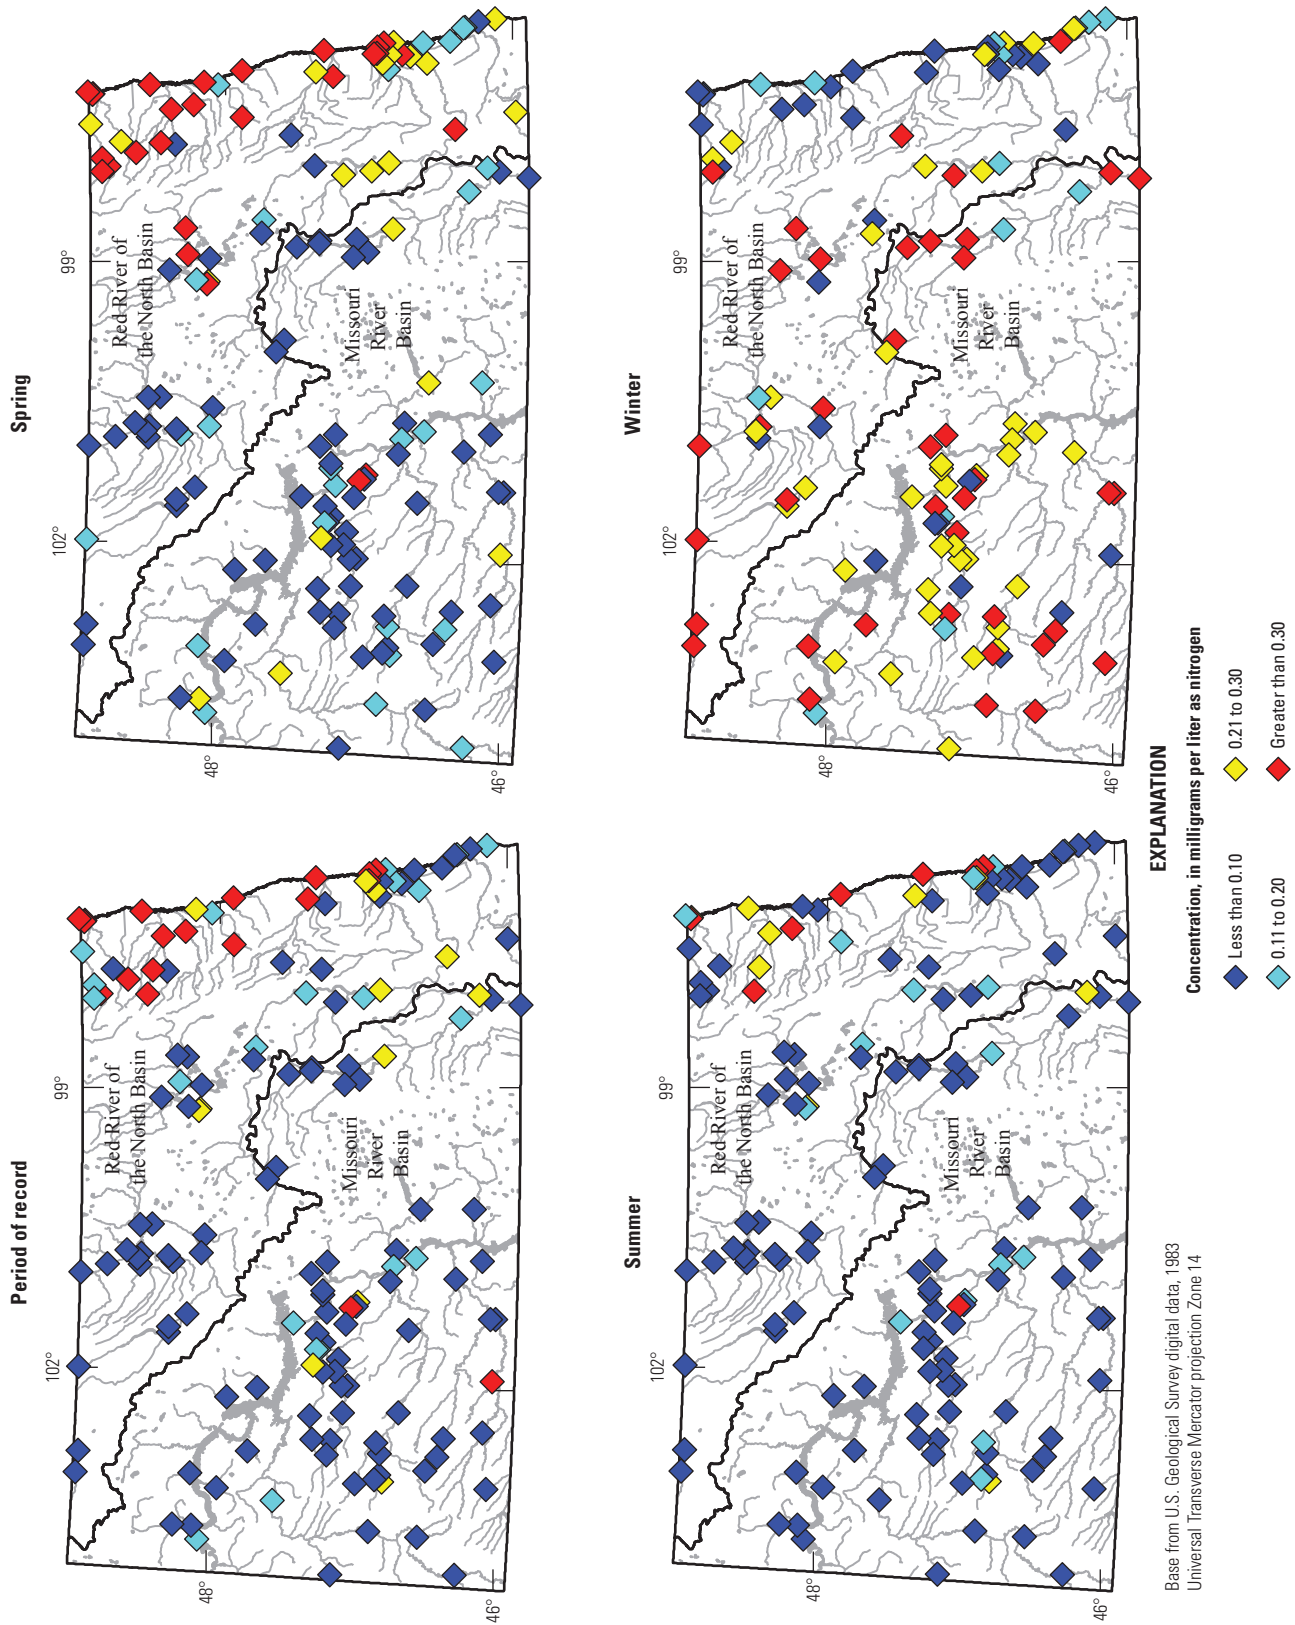 Period of record
Red River of
the North Basin
Missouri
River
Basin
48°
46°
102°
99°
Spring
Red River of
the North Basin
Missouri
River
Basin
48°
46°
102°
99°
Summer
Red River of
the North Basin
Missouri
River
Basin
48°
46°
102°
99°
Winter
Red River of
the North Basin
Missouri
River
Basin
48°
46°
102°
99°
Base from U.S. Geological Survey digital data, 1983
Universal Transverse Mercator projection Zone 14
EXPLANATION
Concentration, in milligrams per liter as nitrogen
Less than 0.10
0.11 to 0.20
0.21 to 0.30
Greater than 0.30